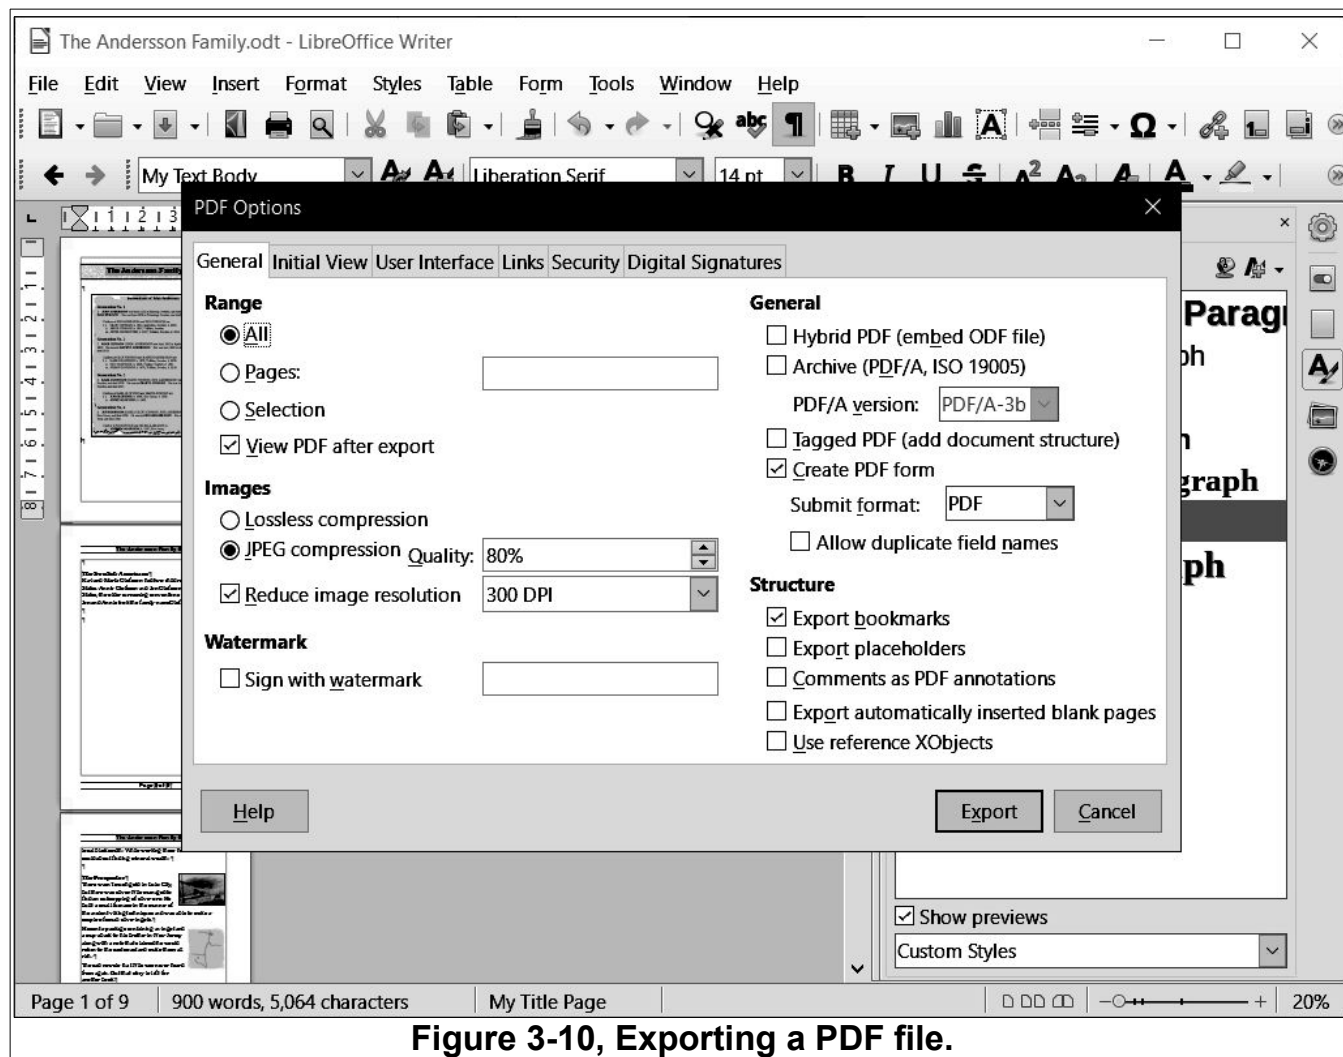 The Andersson Family.odt - LibreOffice Writer
File Edit View Insert Format Styles Table Form Tools Window Help
My Text Body Liberation Serif 14 pt
PDF Options
General Initial View User Interface Links Security Digital Signatures
Range
All
Pages:
Selection
View PDF after export
Images
Lossless compression
JPEG compression Quality: 80%
Reduce image resolution 300 DPI
Watermark
Sign with watermark
General
Hybrid PDF (embed ODF file)
Archive (PDF/A, ISO 19005)
PDF/A version: PDF/A-3b
Tagged PDF (add document structure)
Create PDF form
Submit format: PDF
Allow duplicate field names
Structure
Export bookmarks
Export placeholders
Comments as PDF annotations
Export automatically inserted blank pages
Use reference XObjects
Help Export Cancel
Show previews
Custom Styles
Page 1 of 9 900 words, 5,064 characters My Title Page 20%
Figure 3-10, Exporting a PDF file.